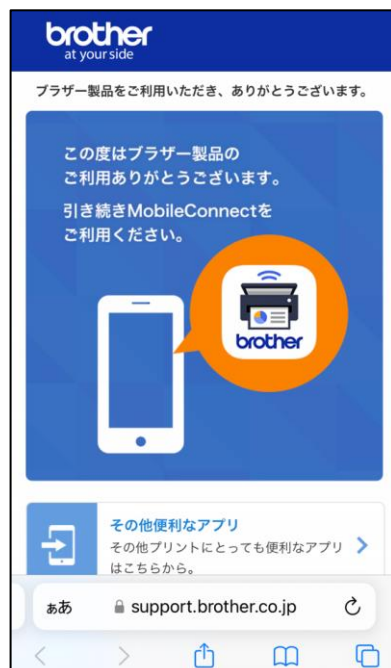 brother
at your side
ブラザー製品をご利用いただき、ありがとうございます。
この度はブラザー製品の
ご利用ありがとうございます。
引き続きMobileConnectを
ご利用ください。
brother
その他便利なアプリ
その他プリントにとっても便利なアプリ
はこちらから。
ぁあ
support.brother.co.jp